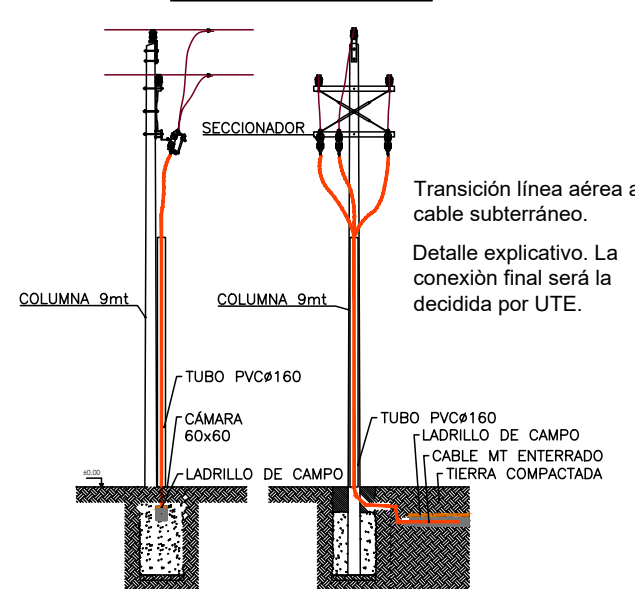 SECCIONADOR
Transición línea aérea a
cable subterráneo.
Detalle explicativo. La
conexiòn final será la
decidida por UTE.
COLUMNA 9mt
COLUMNA 9mt
TUBO PVCø160
CÁMARA
60x60
LADRILLO DE CAMPO
±0.00
TUBO PVCø160
LADRILLO DE CAMPO
CABLE MT ENTERRADO
TIERRA COMPACTADA